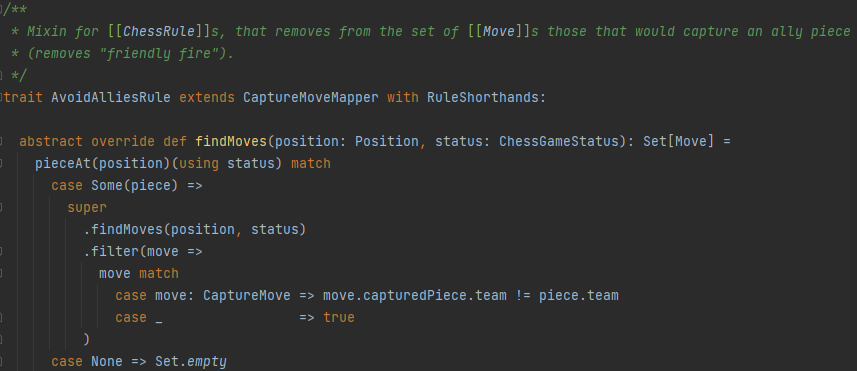 /**
 * Mixin for [[ChessRule]]s, that removes from the set of [[Move]]s those that would capture an ally piece
 * (removes "friendly fire").
 */
trait AvoidAlliesRule extends CaptureMoveMapper with RuleShorthands:
  abstract override def findMoves(position: Position, status: ChessGameStatus): Set[Move] =
    pieceAt(position)(using status) match
      case Some(piece) =>
        super
          .findMoves(position, status)
          .filter(move =>
            move match
              case move: CaptureMove => move.capturedPiece.team != piece.team
              case _                 => true
          )
      case None => Set.empty